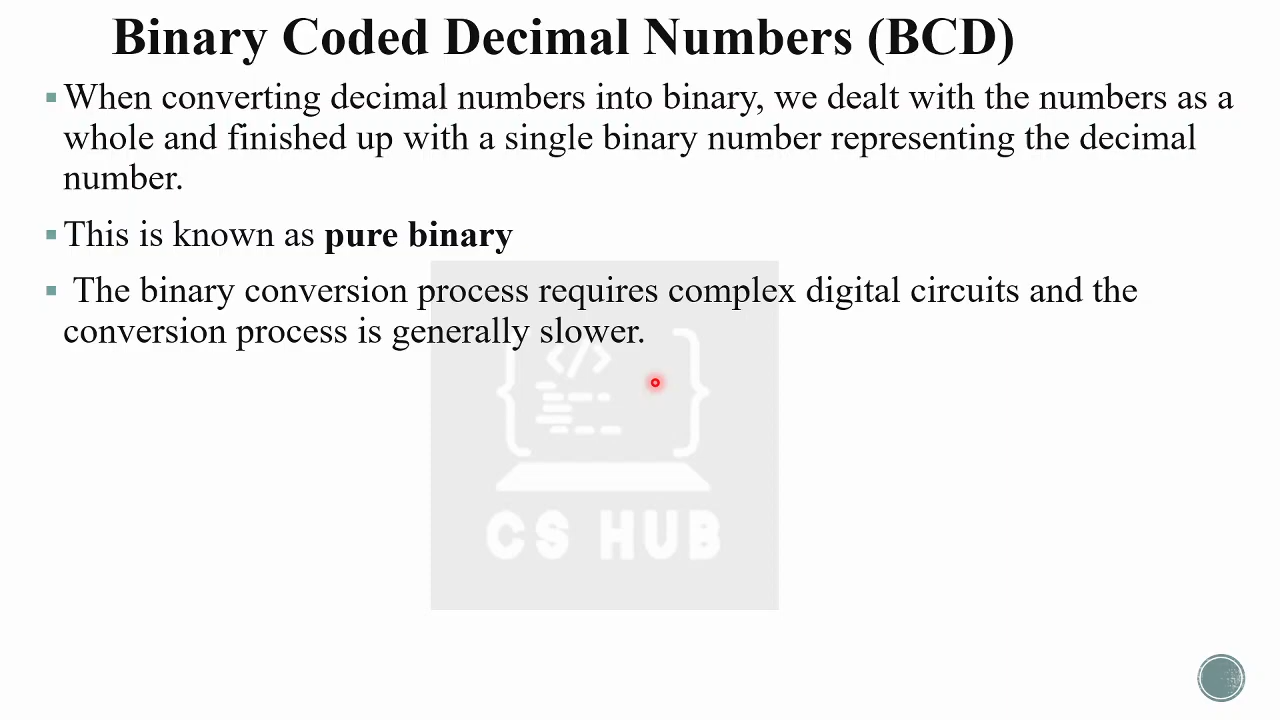 Binary Coded Decimal Numbers (BCD)
When converting decimal numbers into binary, we dealt with the numbers as a
whole and finished up with a single binary number representing the decimal
number.
This is known as pure binary
The binary conversion process requires complex digital circuits and the
conversion process is generally slower.
</>
CS HUB